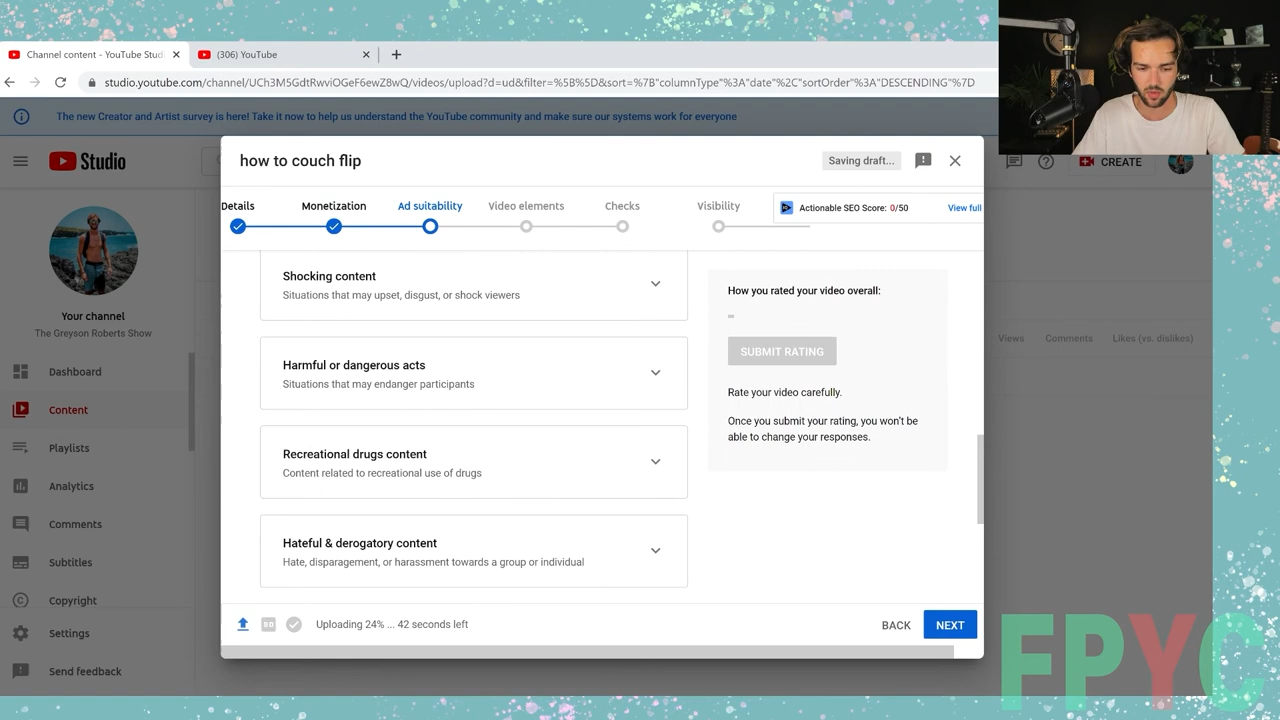 Channel content - YouTube Stud
(306) YouTube
studio.youtube.com/channel/UCh3M5GdtRwviOGeF6ewZ8wQ/videos/upload?d=ud&filter=%5B%5D&sort=%7B"columnType"%3A"date"%2C"sortOrder"%3A"DESCENDING"%7D
The new Creator and Artist survey is here! Take it now to help us understand the YouTube community and make sure our systems work for everyone
Studio
CREATE
how to couch flip
Saving draft...
Details
Monetization
Ad suitability
Video elements
Checks
Visibility
Actionable SEO Score: 0/50
View full
Your channel
The Greyson Roberts Show
Dashboard
Content
Playlists
Analytics
Comments
Subtitles
Copyright
Settings
Send feedback
Shocking content
Situations that may upset, disgust, or shock viewers
Harmful or dangerous acts
Situations that may endanger participants
Recreational drugs content
Content related to recreational use of drugs
Hateful & derogatory content
Hate, disparagement, or harassment towards a group or individual
How you rated your video overall:
–
SUBMIT RATING
Rate your video carefully.
Once you submit your rating, you won't be
able to change your responses.
Views
Comments
Likes (vs. dislikes)
SD
Uploading 24% ... 42 seconds left
BACK
NEXT
FPYC